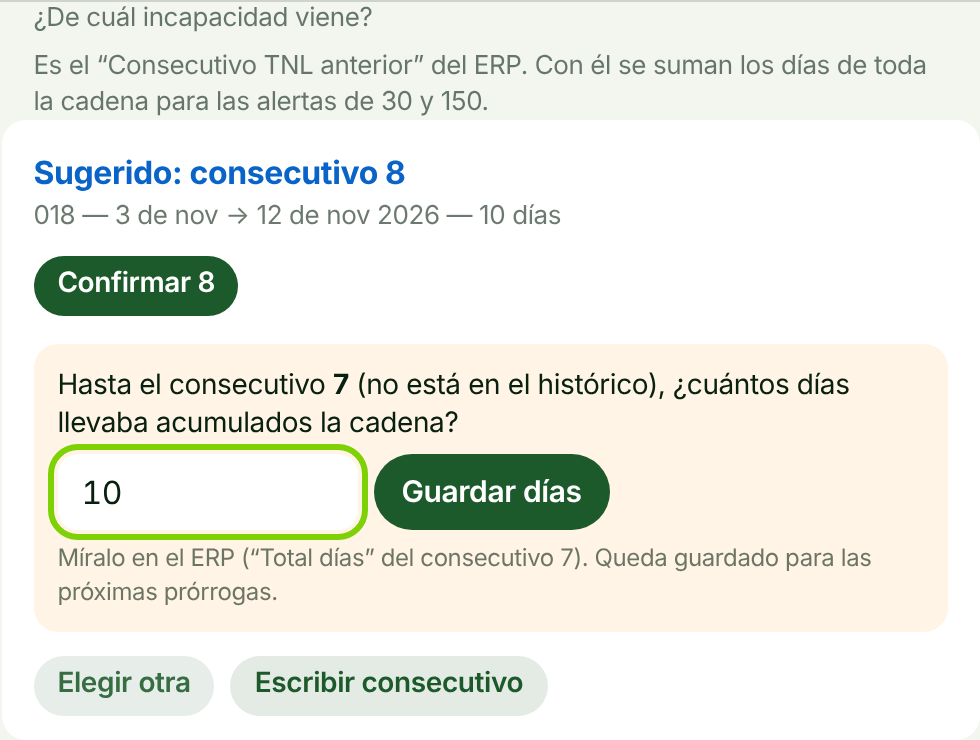 ¿De cuál incapacidad viene?
Es el “Consecutivo TNL anterior” del ERP. Con él se suman los días de toda
la cadena para las alertas de 30 y 150.
Sugerido: consecutivo 8
018 — 3 de nov → 12 de nov 2026 — 10 días
Confirmar 8
Hasta el consecutivo 7 (no está en el histórico), ¿cuántos días
llevaba acumulados la cadena?
10
Guardar días
Míralo en el ERP (“Total días” del consecutivo 7). Queda guardado para las
próximas prórrogas.
Elegir otra
Escribir consecutivo